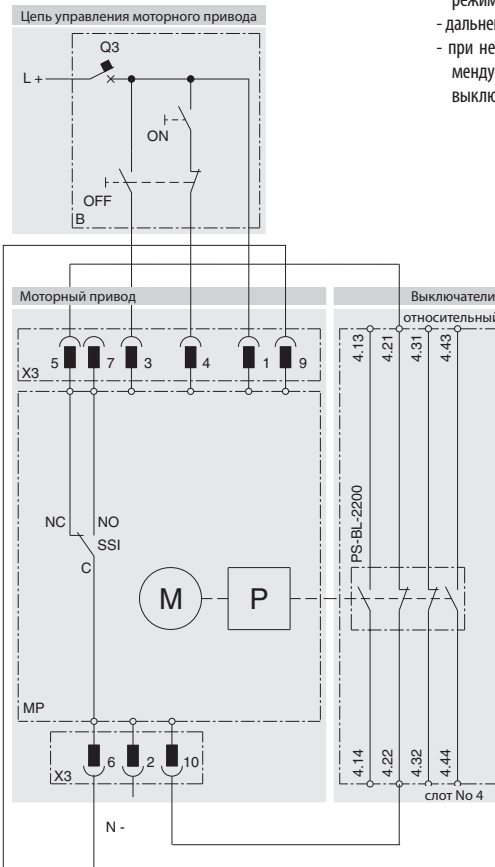 Цепь управления моторного привода
Q3
L +
ON
OFF
B
режим
- дальней
- при не
менду
выклю
Моторный привод
X3
5
7
3
4
1
9
NC
NO
SSI
C
M
P
MP
X3
6
2
10
N -
Выключатели
относительный
4.13
4.21
4.31
4.43
PS-BL-2200
4.14
4.22
4.32
4.44
слот No 4